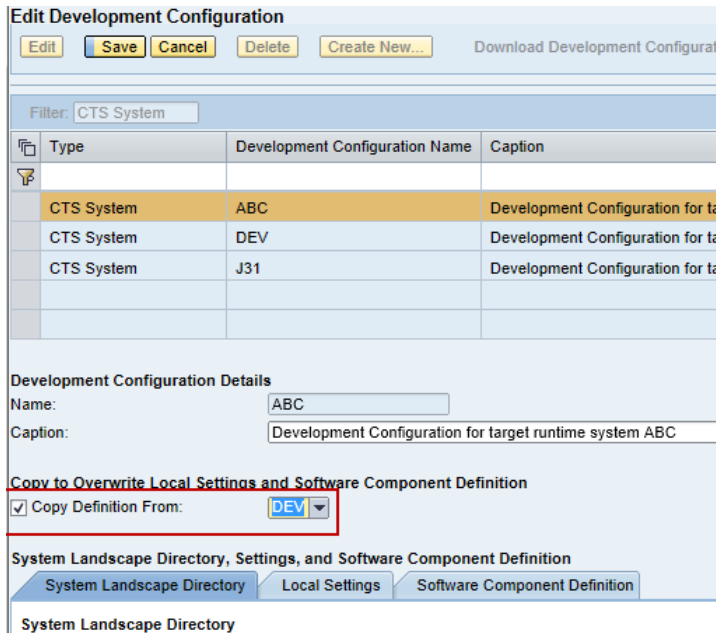 Edit Development Configuration
Edit Save Cancel Delete Create New... Download Development Configurat
Filter: CTS System
Type Development Configuration Name Caption
CTS System ABC Development Configuration for ta
CTS System DEV Development Configuration for ta
CTS System J31 Development Configuration for ta
Development Configuration Details
Name: ABC
Caption: Development Configuration for target runtime system ABC
Copy to Overwrite Local Settings and Software Component Definition
Copy Definition From: DEV
System Landscape Directory, Settings, and Software Component Definition
System Landscape Directory Local Settings Software Component Definition
System Landscape Directory